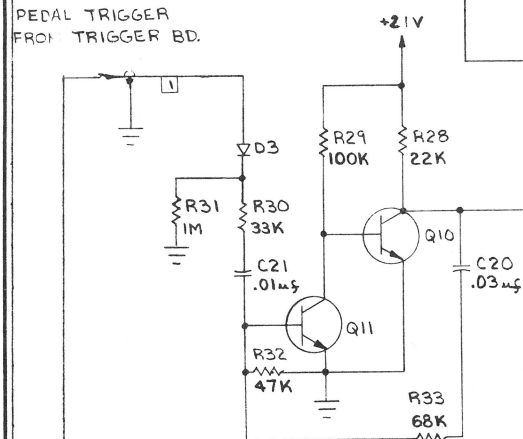 PEDAL TRIGGER
FROM TRIGGER BD.
+21V
1
D3
R29
100K
R28
22K
R31
1M
R30
33K
Q10
C21
.01uf
C20
.03uf
Q11
R32
47K
R33
68K